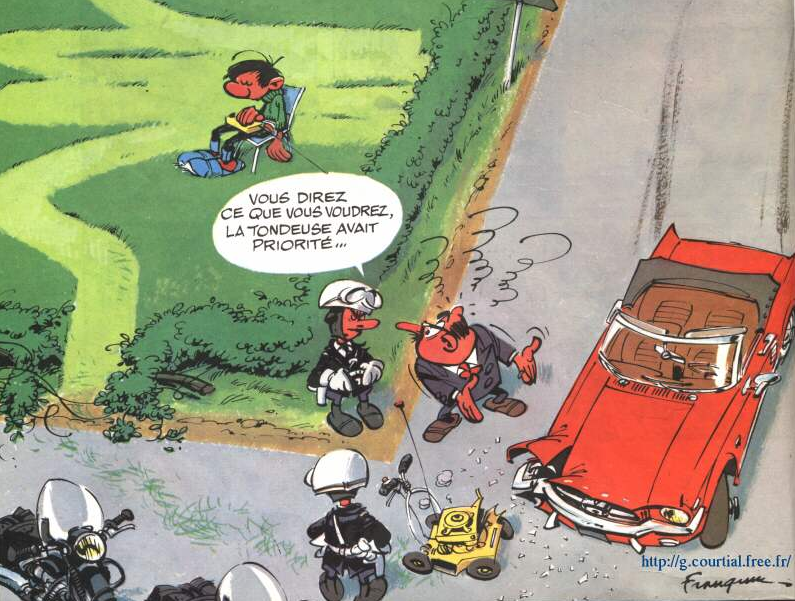 VOUS DIREZ
CE QUE VOUS VOUDREZ,
LA TONDEUSE AVAIT
PRIORITÉ...
http://g.courtial.free.fr/
Franquin